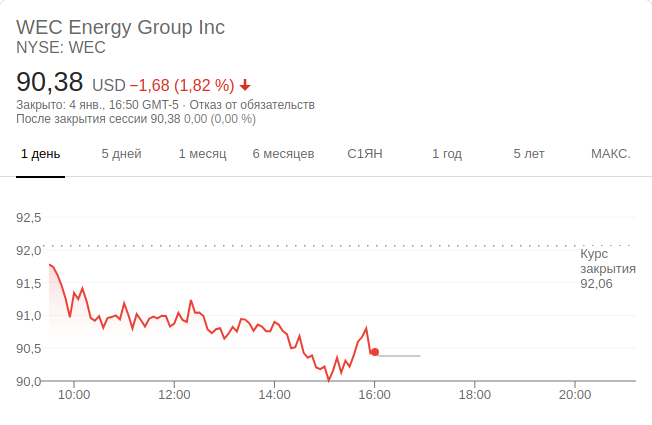 WEC Energy Group Inc
NYSE: WEC
90,38 USD −1,68 (1,82 %)
Закрыто: 4 янв., 16:50 GMT-5 · Отказ от обязательств
После закрытия сессии 90,38 0,00 (0,00 %)
1 день 5 дней 1 месяц 6 месяцев С1ЯН 1 год 5 лет МАКС.
92,5
92,0
Курс
закрытия
91,5 92,06
91,0
90,5
90,0
10:00 12:00 14:00 16:00 18:00 20:00